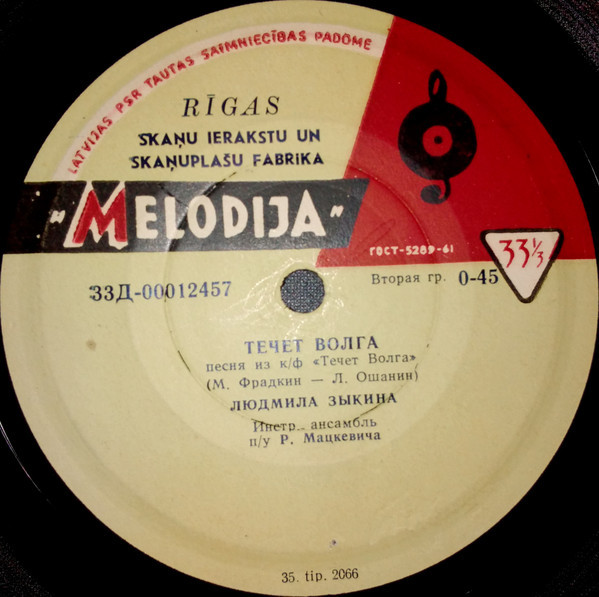 LATVIJAS PSR TAUTAS SAIMNIECĪBAS PADOME
RĪGAS
SKAŅU IERAKSTU UN
SKAŅUPLAŠU FABRIKA
„MELODIJA”
ГОСТ-5289-61
33⅓
33Д-00012457
Вторая гр. 0-45
ТЕЧЕТ ВОЛГА
песня из к/ф «Течет Волга»
(М. Фрадкин — Л. Ошанин)
ЛЮДМИЛА ЗЫКИНА
Инстр. ансамбль
п/у Р. Мацкевича
35. tip. 2066